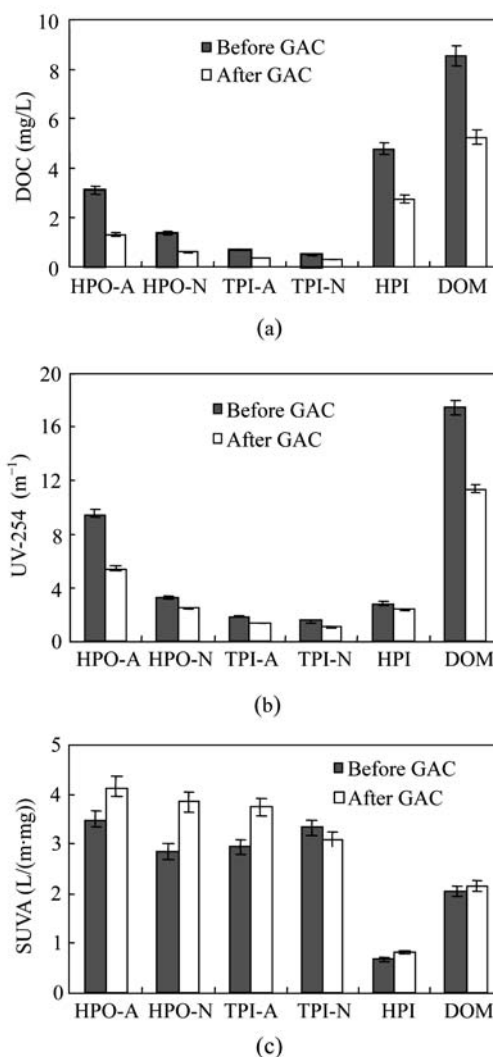 10
Before GAC
8
After GAC
6
DOC (mg/L)
4
2
0
HPO-A HPO-N TPI-A TPI-N HPI DOM
(a)
20
Before GAC
16
After GAC
12
UV-254 (m⁻¹)
8
4
0
HPO-A HPO-N TPI-A TPI-N HPI DOM
(b)
5
Before GAC
After GAC
4
3
SUVA (L/(m·mg))
2
1
0
HPO-A HPO-N TPI-A TPI-N HPI DOM
(c)